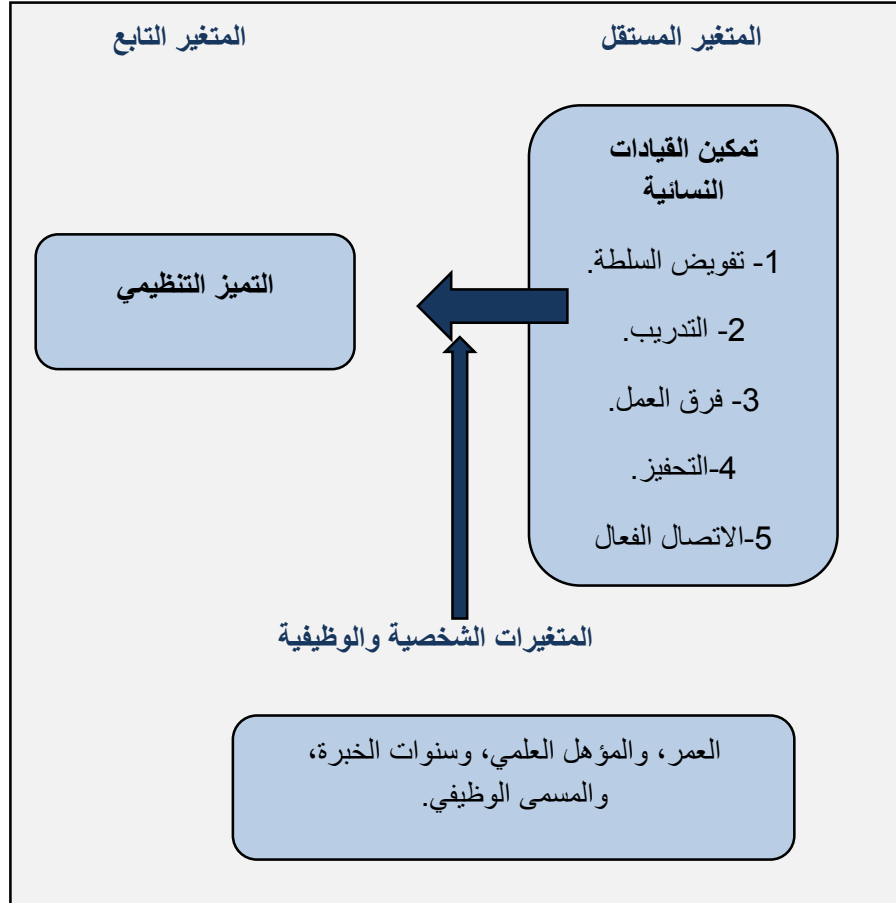 المتغير المستقل
المتغير التابع
تمكين القيادات
النسائية
1- تفويض السلطة.
2- التدريب.
3- فرق العمل.
4-التحفيز.
5-الاتصال الفعال
التميز التنظيمي
المتغيرات الشخصية والوظيفية
العمر، والمؤهل العلمي، وسنوات الخبرة،
والمسمى الوظيفي.